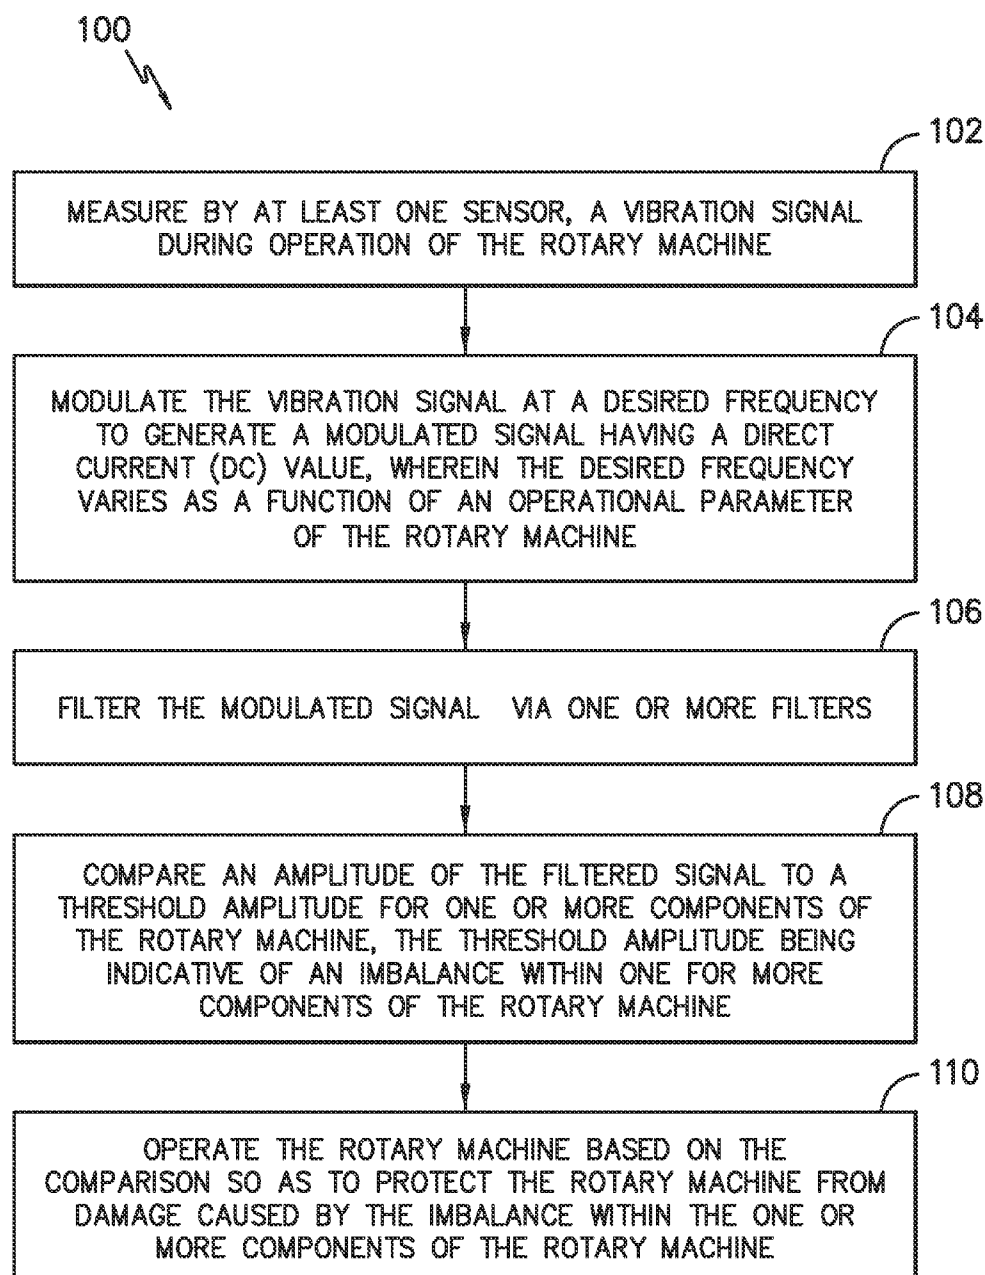 100
102
MEASURE BY AT LEAST ONE SENSOR, A VIBRATION SIGNAL
DURING OPERATION OF THE ROTARY MACHINE
104
MODULATE THE VIBRATION SIGNAL AT A DESIRED FREQUENCY
TO GENERATE A MODULATED SIGNAL HAVING A DIRECT
CURRENT (DC) VALUE, WHEREIN THE DESIRED FREQUENCY
VARIES AS A FUNCTION OF AN OPERATIONAL PARAMETER
OF THE ROTARY MACHINE
106
FILTER THE MODULATED SIGNAL VIA ONE OR MORE FILTERS
108
COMPARE AN AMPLITUDE OF THE FILTERED SIGNAL TO A
THRESHOLD AMPLITUDE FOR ONE OR MORE COMPONENTS OF
THE ROTARY MACHINE, THE THRESHOLD AMPLITUDE BEING
INDICATIVE OF AN IMBALANCE WITHIN ONE FOR MORE
COMPONENTS OF THE ROTARY MACHINE
110
OPERATE THE ROTARY MACHINE BASED ON THE
COMPARISON SO AS TO PROTECT THE ROTARY MACHINE FROM
DAMAGE CAUSED BY THE IMBALANCE WITHIN THE ONE OR
MORE COMPONENTS OF THE ROTARY MACHINE